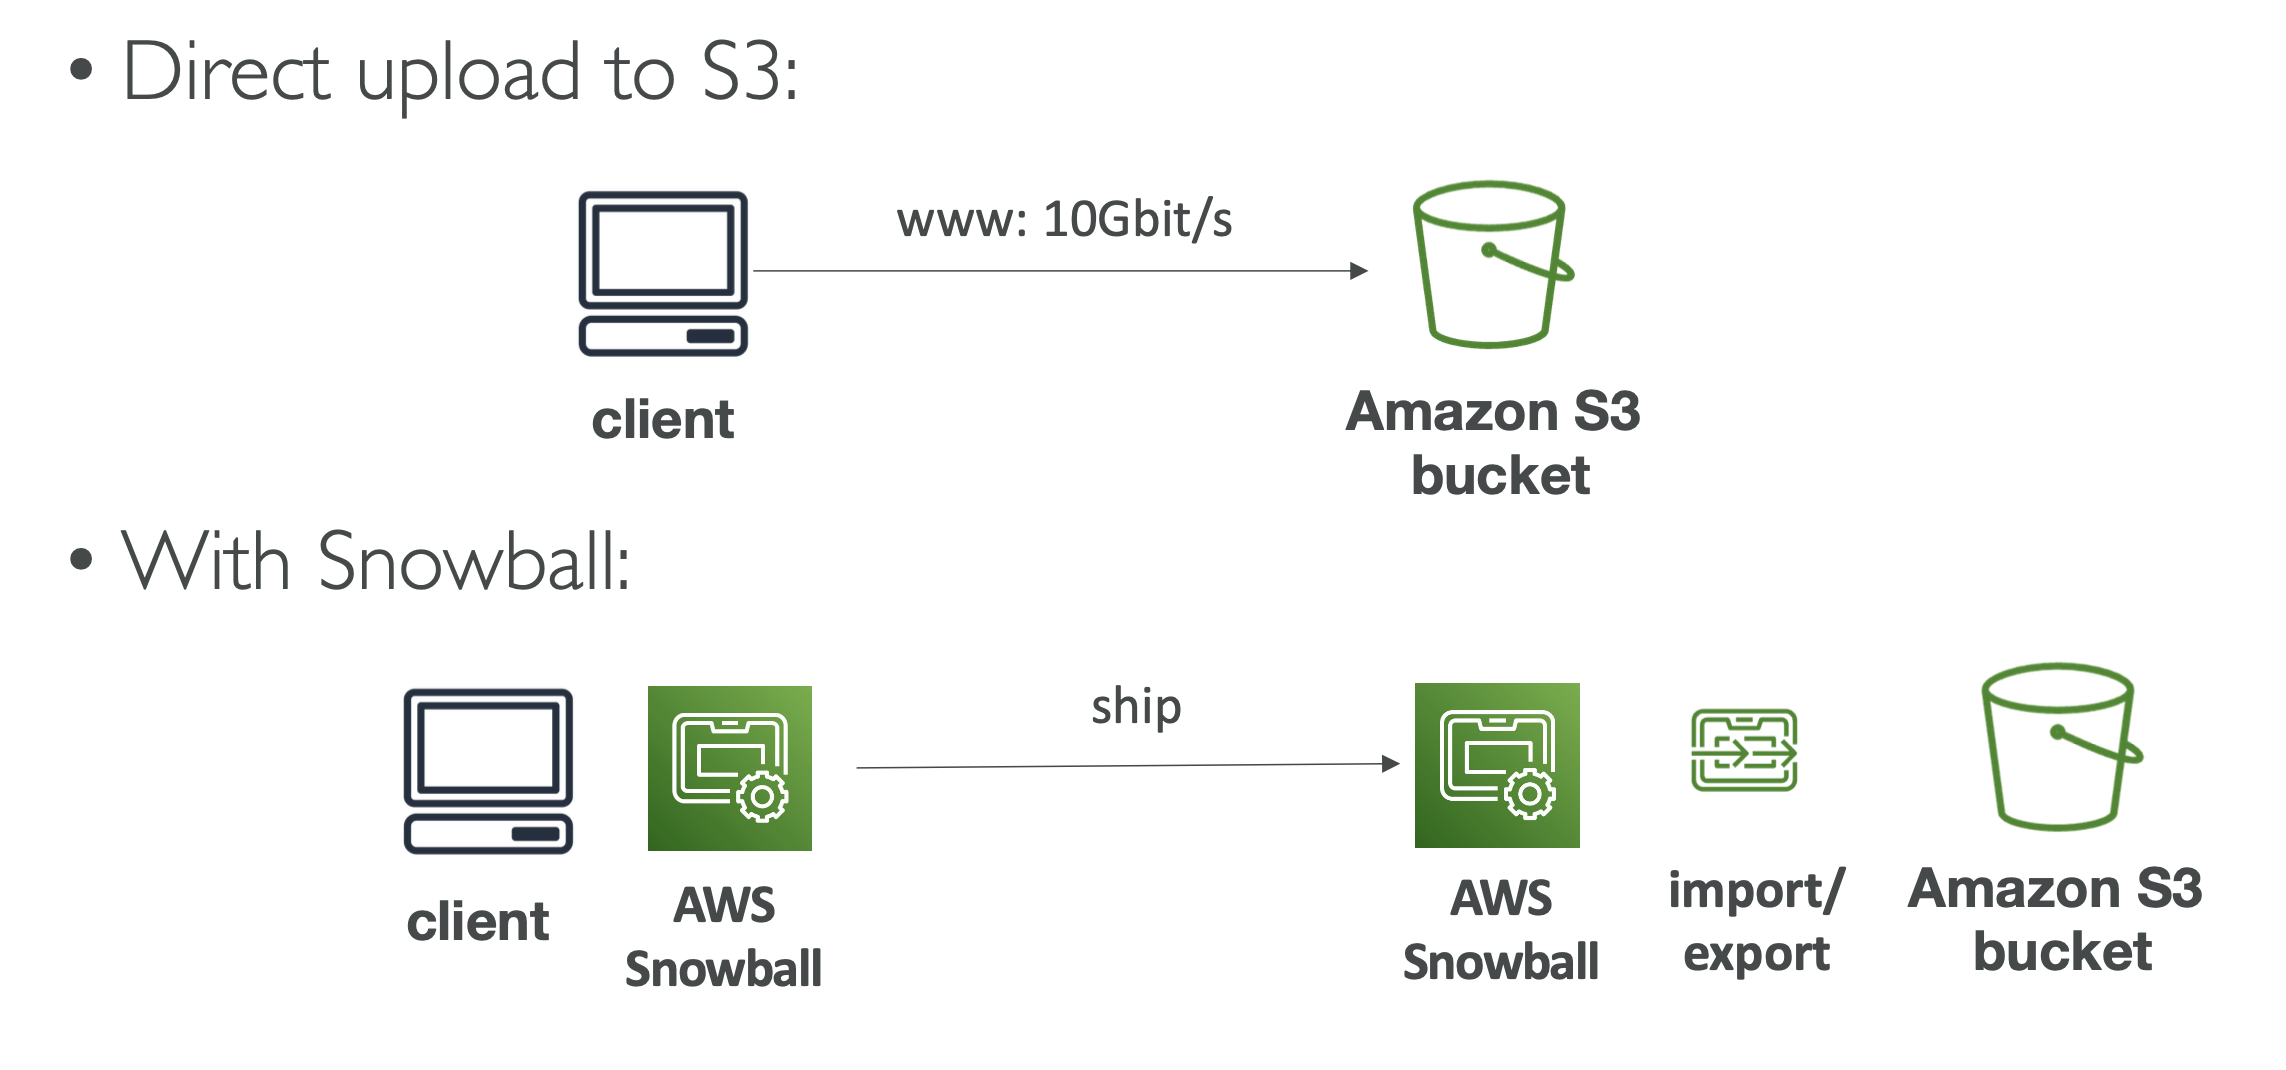 • Direct upload to S3:
www: 10Gbit/s
client
Amazon S3
bucket
• With Snowball:
ship
client
AWS
Snowball
AWS
Snowball
import/
export
Amazon S3
bucket